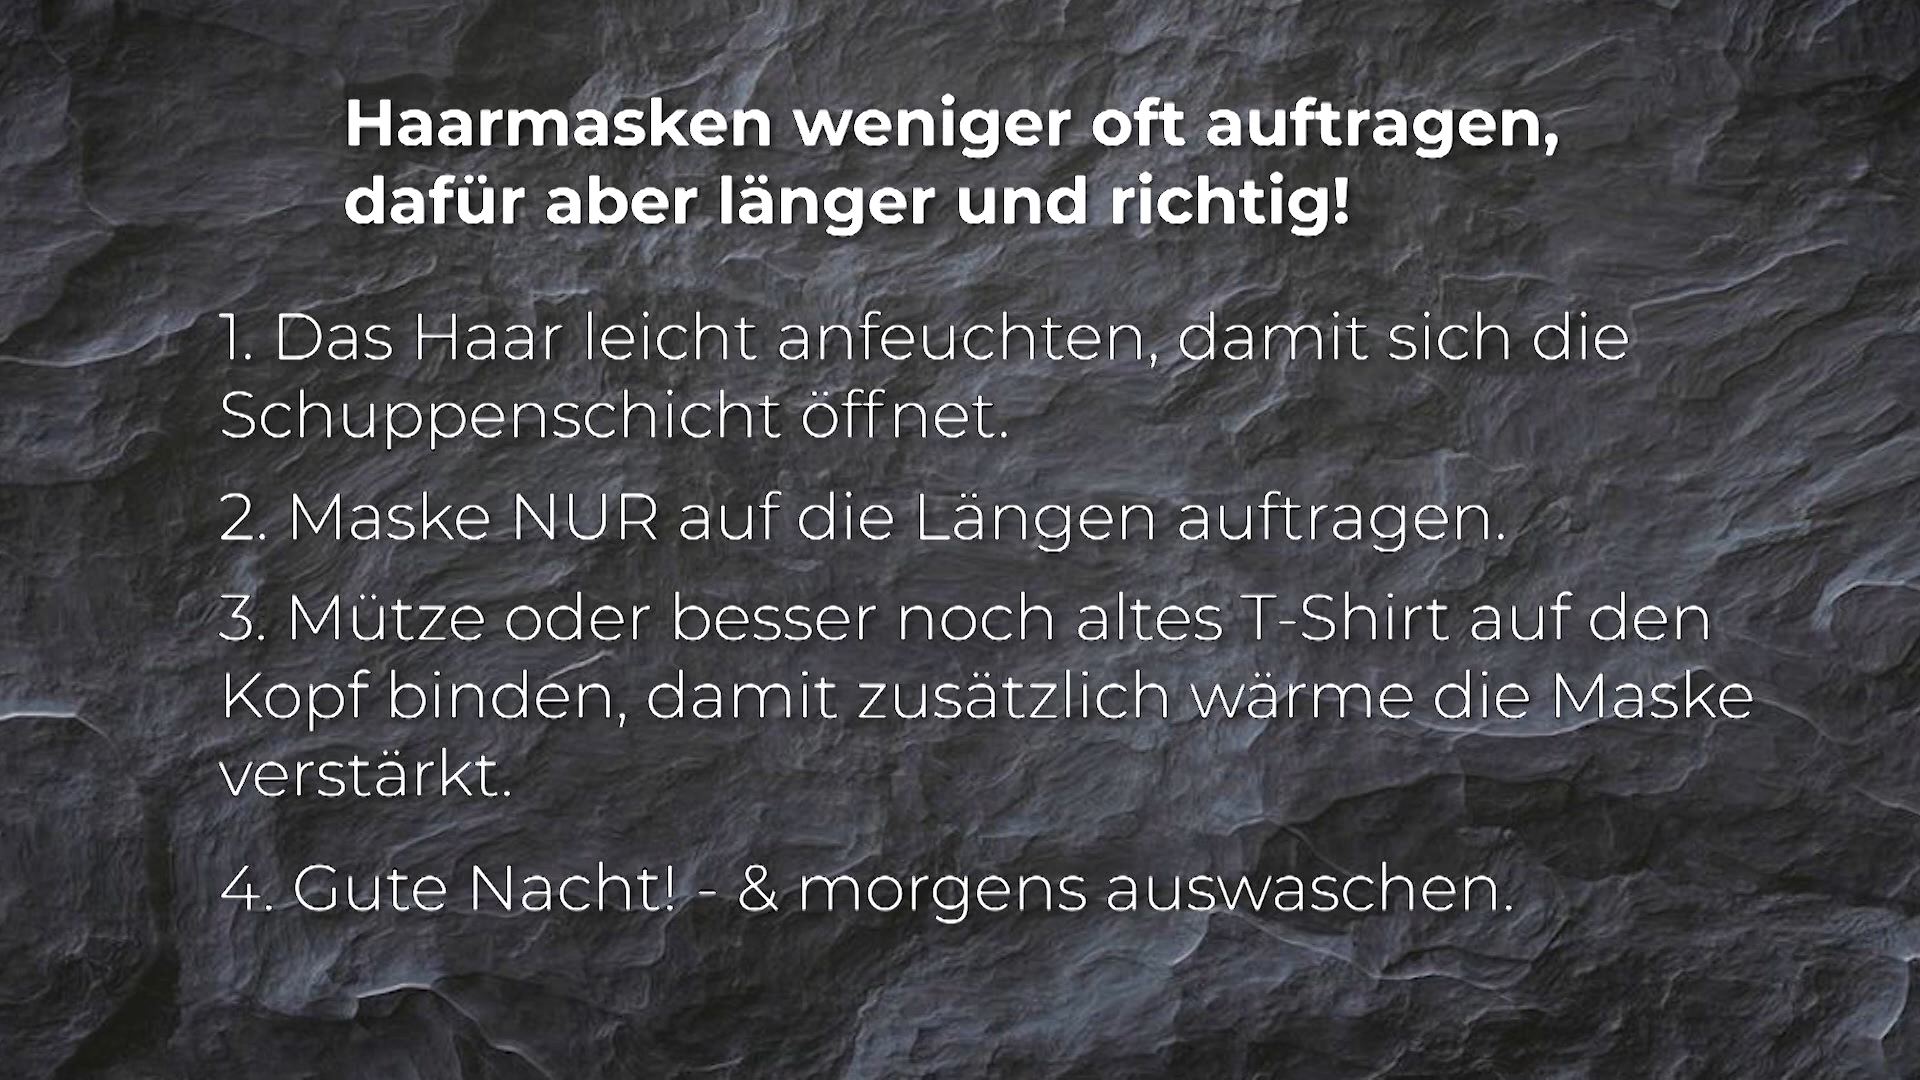 Haarmasken weniger oft auftragen,
dafür aber länger und richtig!
1. Das Haar leicht anfeuchten, damit sich die
Schuppenschicht öffnet.
2. Maske NUR auf die Längen auftragen.
3. Mütze oder besser noch altes T-Shirt auf den
Kopf binden, damit zusätzlich wärme die Maske
verstärkt.
4. Gute Nacht! - & morgens auswaschen.